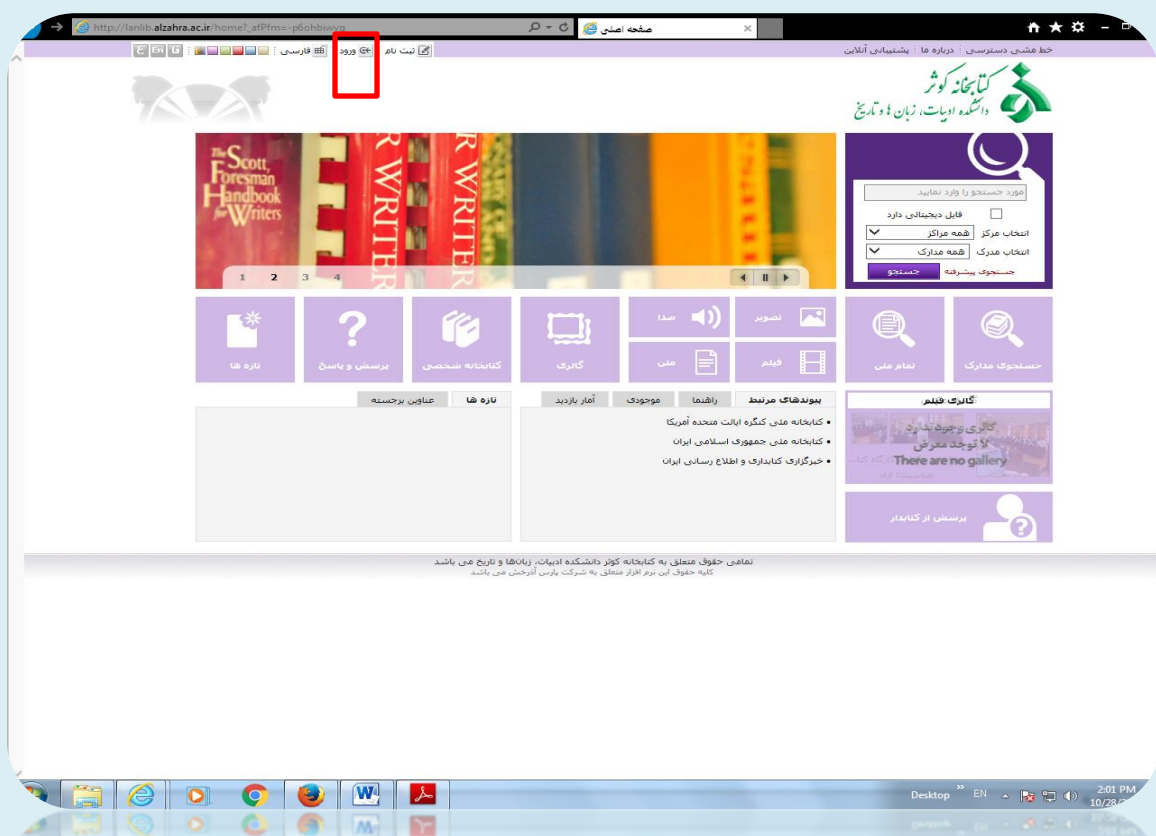 http://lanlib.alzahra.ac.ir/home?_afPfm=-p6ohbiwyg
صفحه اصلی
خط مشی دسترسی درباره ما پشتیبانی آنلاین
ثبت نام ورود فارسی
فا En ع
کتابخانه کوثر
دانشکده ادبیات، زبان ها و تاریخ
The Scott, Foresman Handbook for Writers
WRITER
WRITER
1 2 3 4
مورد جستجو را وارد نمایید
فایل دیجیتالی دارد
انتخاب مرکز همه مراکز
انتخاب مدرک همه مدارک
جستجوی پیشرفته جستجو
جستجوی مدارک
تمام متن
تصویر
صدا
فیلم
متن
گالری
کتابخانه شخصی
پرسش و پاسخ
تازه ها
گالری فیلم
گالری وجود ندارد
لا توجد معرض
There are no gallery
پرسش از کتابدار
پیوندهای مرتبط راهنما موجودی آمار بازدید
کتابخانه ملی کنگره ایالت متحده آمریکا
کتابخانه ملی جمهوری اسلامی ایران
خبرگزاری کتابداری و اطلاع رسانی ایران
تازه ها عناوین برجسته
تمامی حقوق متعلق به کتابخانه کوثر دانشکده ادبیات، زبان‌ها و تاریخ می باشد
کلیه حقوق این نرم افزار متعلق به شرکت پارس آذرخش می باشد
Desktop EN
2:01 PM
10/28/